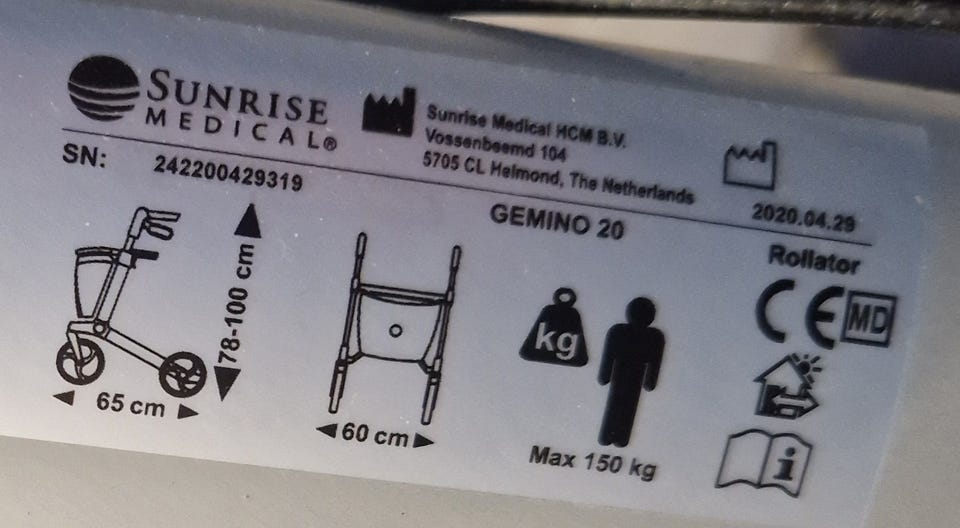 SUNRISE
MEDICAL®
Sunrise Medical HCM B.V.
Vossenbeemd 104
5705 CL Helmond, The Netherlands
2020.04.29
SN: 242200429319
GEMINO 20
Rollator
78-100 cm
65 cm
60 cm
kg
Max 150 kg
CE MD
i